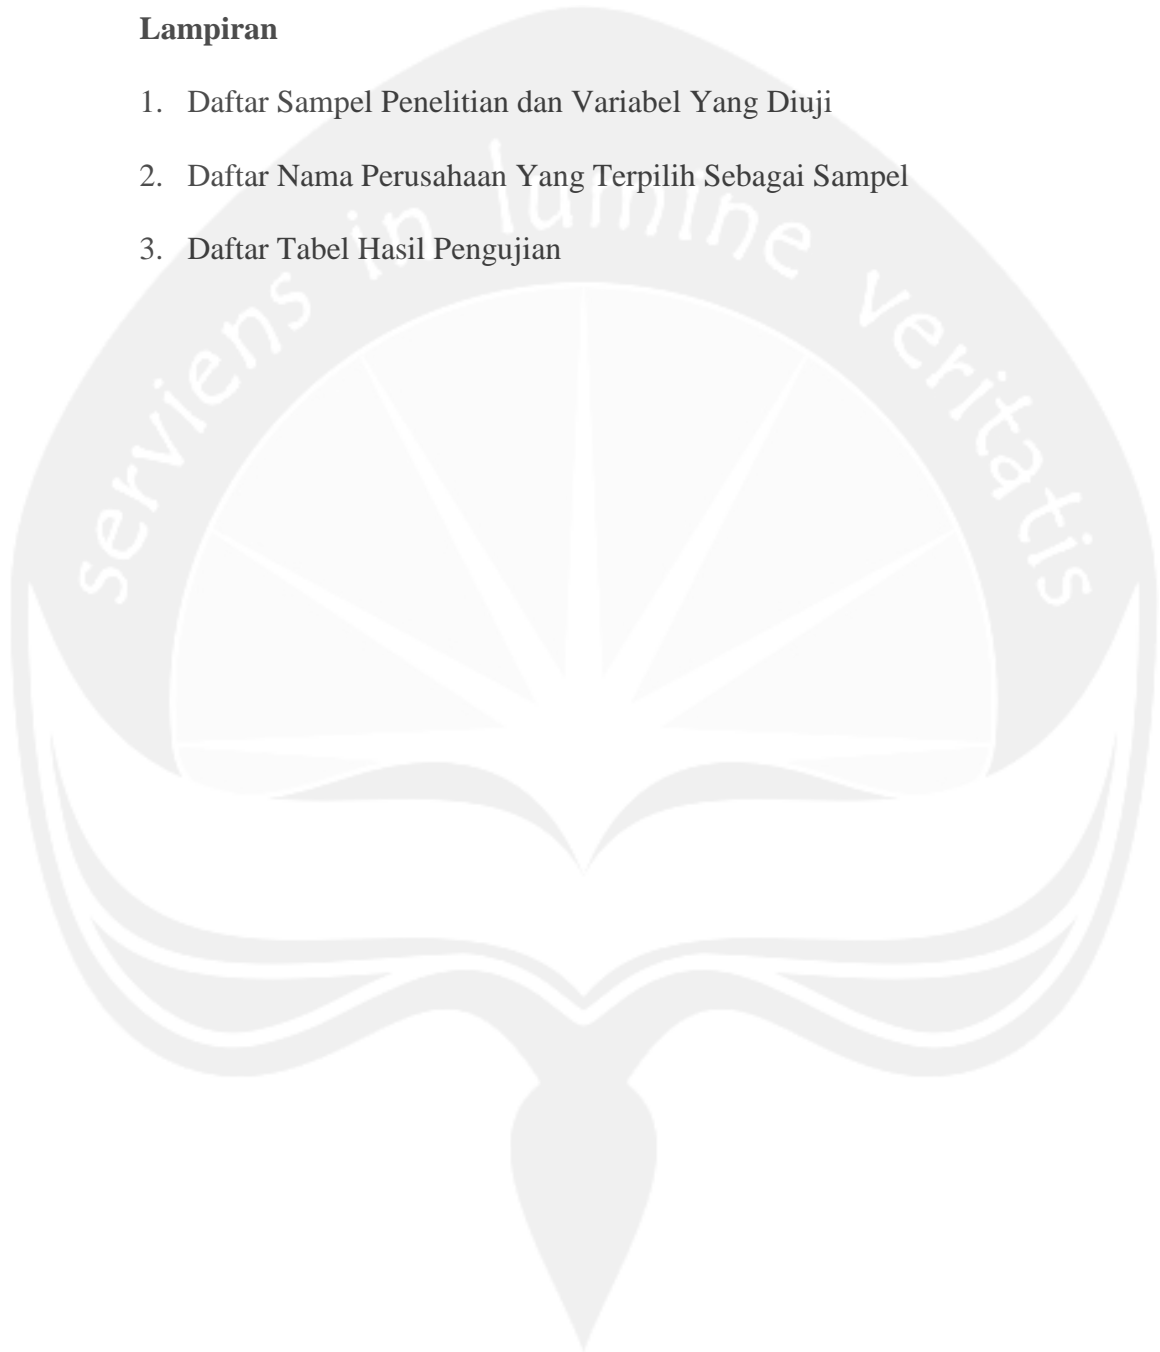 Lampiran
1. Daftar Sampel Penelitian dan Variabel Yang Diuji
2. Daftar Nama Perusahaan Yang Terpilih Sebagai Sampel
3. Daftar Tabel Hasil Pengujian
serviens in lumine veritatis